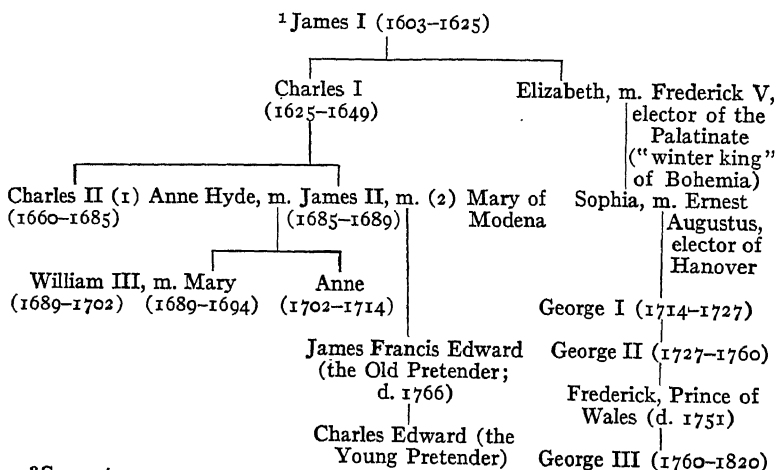 1 James I (1603–1625)
Charles I
(1625–1649)
Elizabeth, m. Frederick V,
elector of the
Palatinate
("winter king"
of Bohemia)
Charles II (1) Anne Hyde, m. James II, m. (2) Mary of
(1660–1685) (1685–1689) Modena
Sophia, m. Ernest
Augustus,
elector of
Hanover
William III, m. Mary Anne
(1689–1702) (1689–1694) (1702–1714)
George I (1714–1727)
James Francis Edward
(the Old Pretender;
d. 1766)
George II (1727–1760)
Frederick, Prince of
Wales (d. 1751)
Charles Edward (the
Young Pretender)
George III (1760–1820)